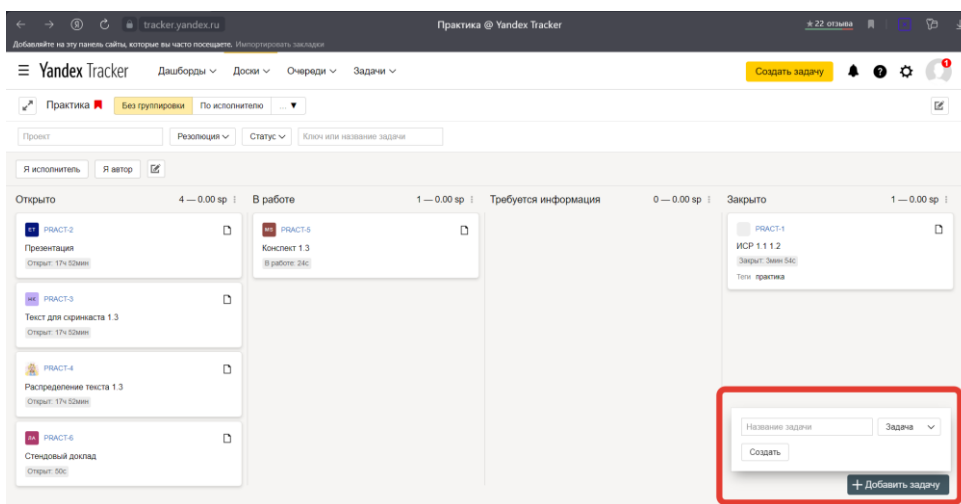 tracker.yandex.ru
Практика @ Yandex Tracker
★ 22 отзыва
Добавляйте на эту панель сайты, которые вы часто посещаете. Импортировать закладки
Yandex Tracker
Дашборды
Доски
Очереди
Задачи
Создать задачу
1
Практика
Без группировки
По исполнителю
... ▼
Проект
Резолюция
Статус
Ключ или название задачи
Я исполнитель
Я автор
Открыто 4 — 0.00 sp
В работе 1 — 0.00 sp
Требуется информация 0 — 0.00 sp
Закрыто 1 — 0.00 sp
ET PRACT-2
Презентация
Открыт: 17ч 52мин
MS PRACT-5
Конспект 1.3
В работе: 24с
PRACT-1
ИСР 1.1 1.2
Закрыт: 3мин 54с
Теги практика
НК PRACT-3
Текст для скринкаста 1.3
Открыт: 17ч 52мин
PRACT-4
Распределение текста 1.3
Открыт: 17ч 52мин
PRACT-6
Стендовый доклад
Открыт: 50с
Название задачи
Задача
Создать
+ Добавить задачу